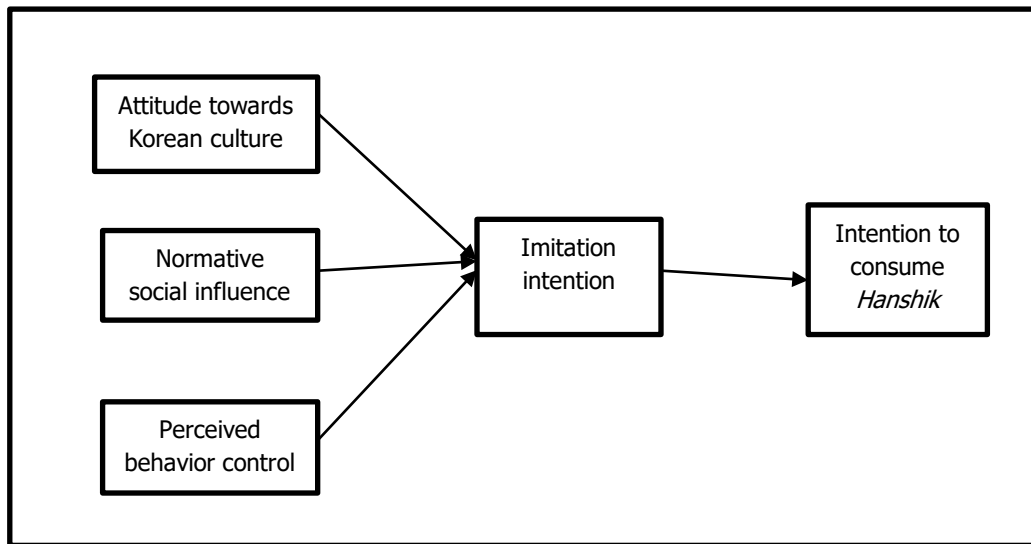 Attitude towards
Korean culture
Normative
social influence
Perceived
behavior control
Imitation
intention
Intention to
consume
Hanshik